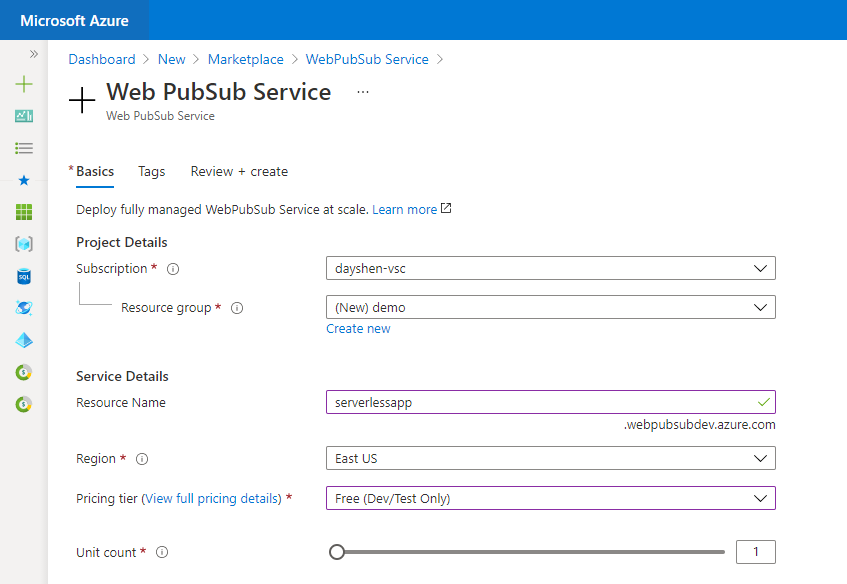 Microsoft Azure
Dashboard > New > Marketplace > WebPubSub Service >
Web PubSub Service ...
Web PubSub Service
* Basics Tags Review + create
Deploy fully managed WebPubSub Service at scale. Learn more
Project Details
Subscription * dayshen-vsc
Resource group * (New) demo
Create new
Service Details
Resource Name serverlessapp
.webpubsubdev.azure.com
Region * East US
Pricing tier (View full pricing details) * Free (Dev/Test Only)
Unit count * 1